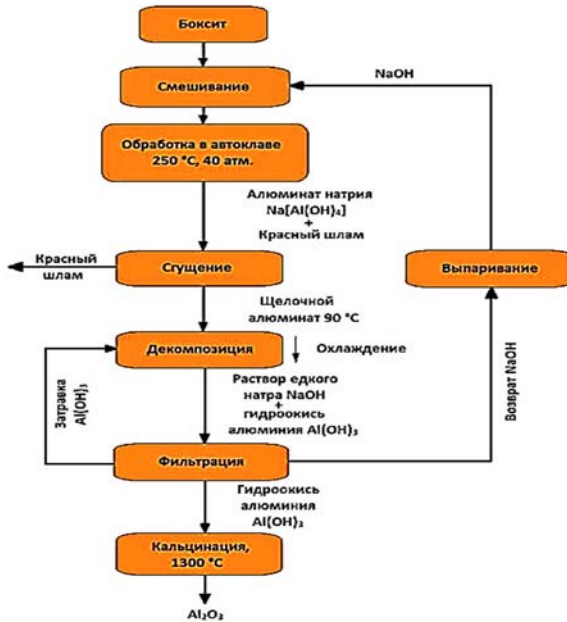 Боксит
Смешивание
NaOH
Обработка в автоклаве
250 °C, 40 атм.
Алюминат натрия
Na[Al(OH)₄]
+
Красный шлам
Красный
шлам
Сгущение
Выпаривание
Щелочной
алюминат 90 °C
Декомпозиция
Охлаждение
Затравка
Al(OH)₃
Раствор едкого
натра NaOH
+
гидроокись
алюминия Al(OH)₃
Возврат NaOH
Фильтрация
Гидроокись
алюминия
Al(OH)₃
Кальцинация,
1300 °C
Al₂O₃